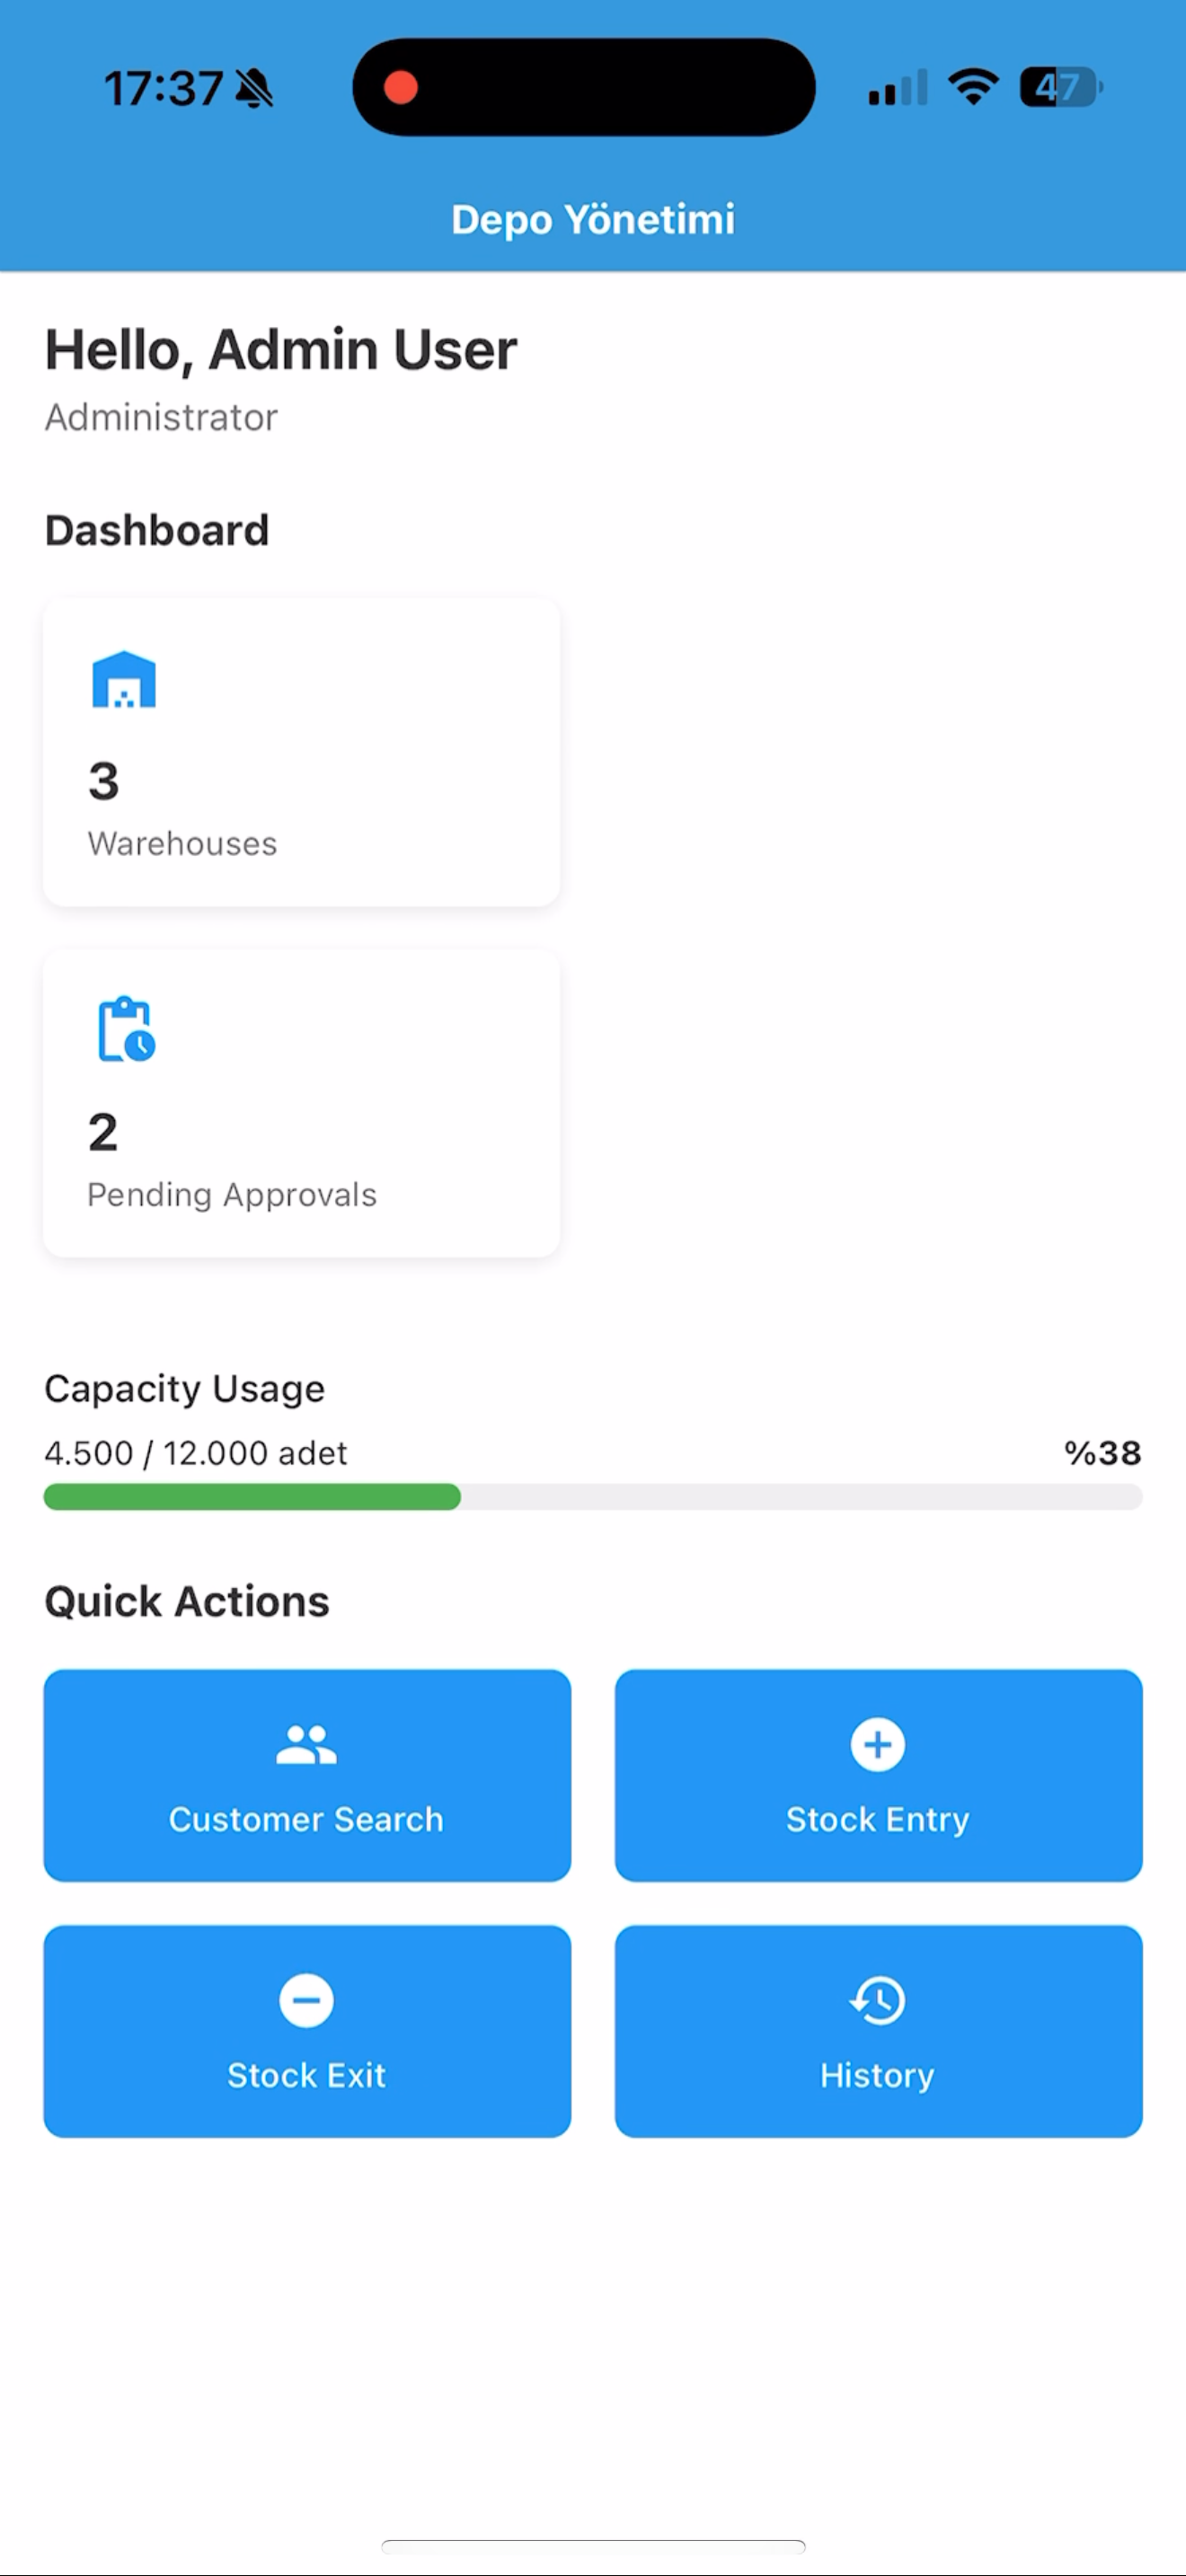 17:37
47
Depo Yönetimi
Hello, Admin User
Administrator
Dashboard
3
Warehouses
2
Pending Approvals
Capacity Usage
4.500 / 12.000 adet %38
Quick Actions
Customer Search
Stock Entry
Stock Exit
History